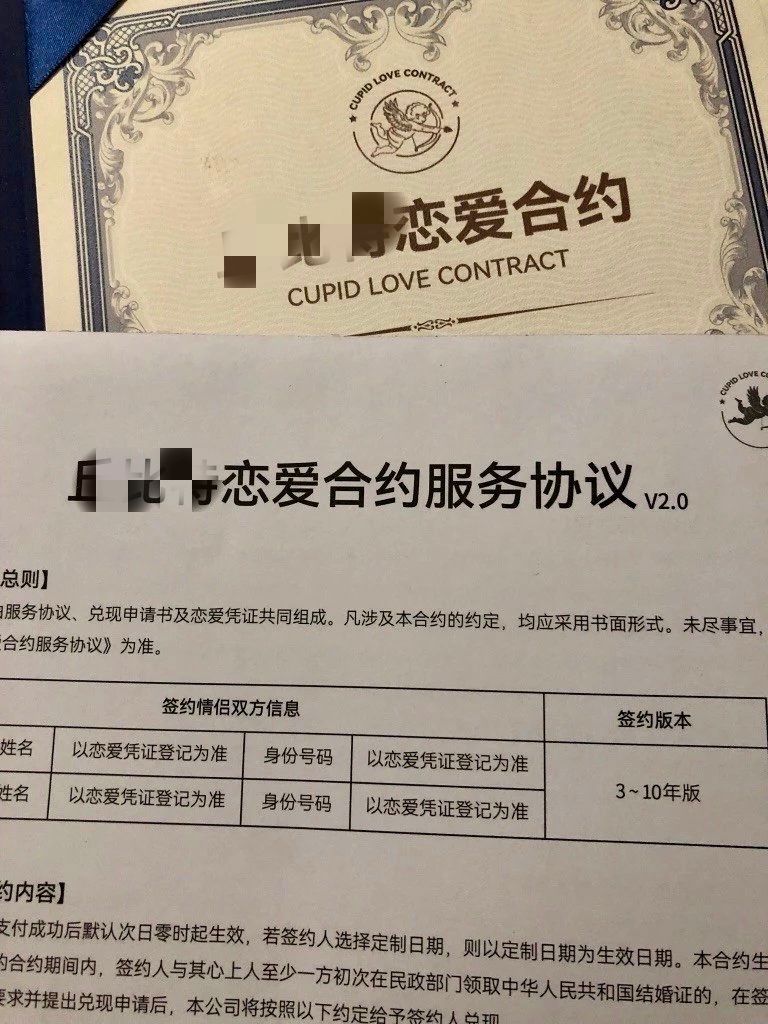 CUPID LOVE CONTRACT
恋爱合约
CUPID LOVE CONTRACT
CUPID LOVE CO
恋爱合约服务协议 V2.0
总则】
服务协议、兑现申请书及恋爱凭证共同组成。凡涉及本合约的约定，均应采用书面形式。未尽事宜，
合约服务协议》为准。
签约情侣双方信息 签约版本
姓名 以恋爱凭证登记为准 身份号码 以恋爱凭证登记为准 3~10年版
姓名 以恋爱凭证登记为准 身份号码 以恋爱凭证登记为准
约内容】
支付成功后默认次日零时起生效，若签约人选择定制日期，则以定制日期为生效日期。本合约生
的合约期间内，签约人与其心上人至少一方初次在民政部门领取中华人民共和国结婚证的，在签
要求并提出兑现申请后，本公司将按照以下约定给予签约人兑现